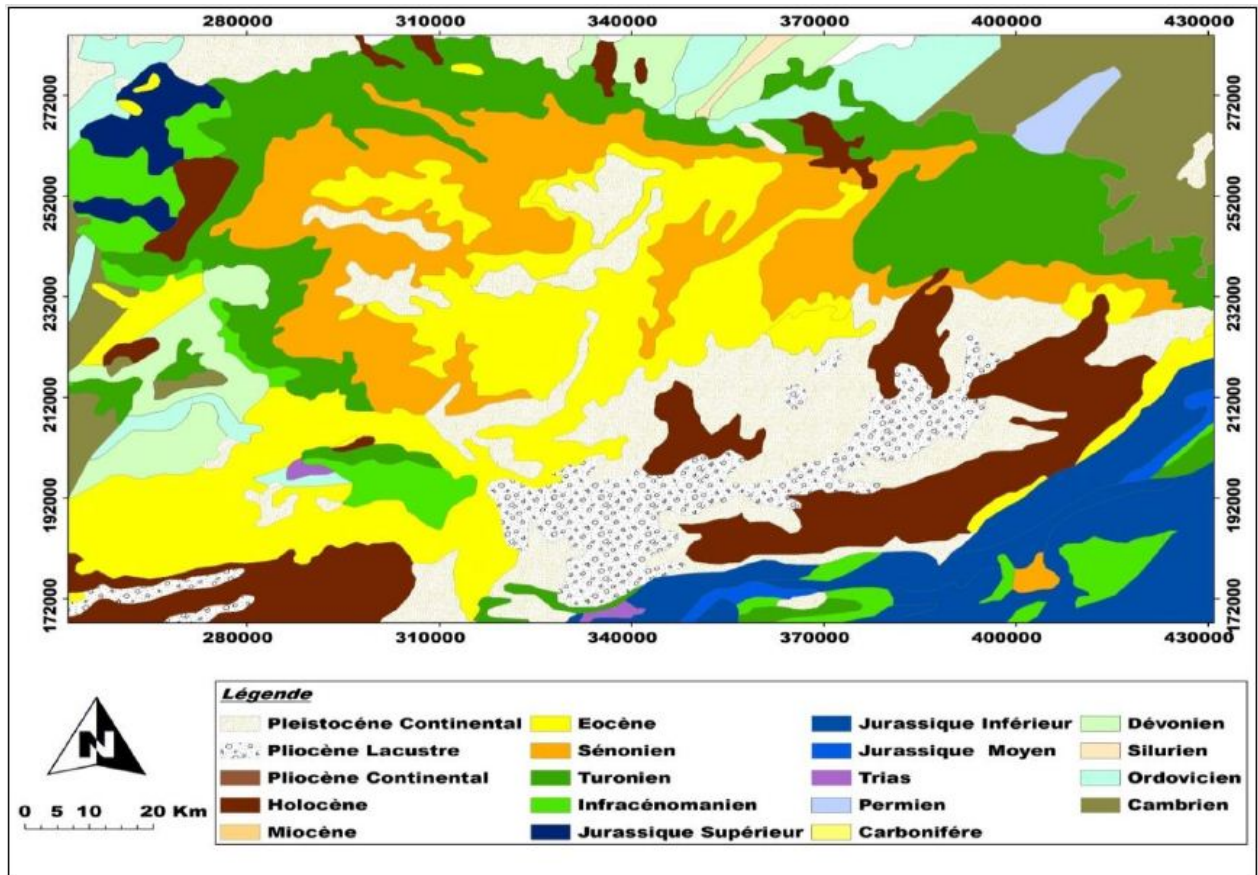 280000 310000 340000 370000 400000 430000
272000 272000
252000 252000
232000 232000
212000 212000
192000 192000
172000 172000
280000 310000 340000 370000 400000 430000
Légende
Pleistocéne Continental Eocène Jurassique Inférieur Dévonien
Pliocène Lacustre Sénonien Jurassique Moyen Silurien
Pliocène Continental Turonien Trias Ordovicien
Holocène Infracénomanien Permien Cambrien
Miocène Jurassique Supérieur Carbonifére
N
0 5 10 20 Km